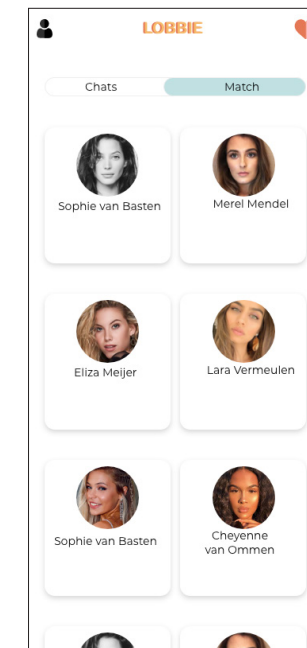 LOBBIE
Chats
Match
Sophie van Basten
Merel Mendel
Eliza Meijer
Lara Vermeulen
Sophie van Basten
Cheyenne
van Ommen